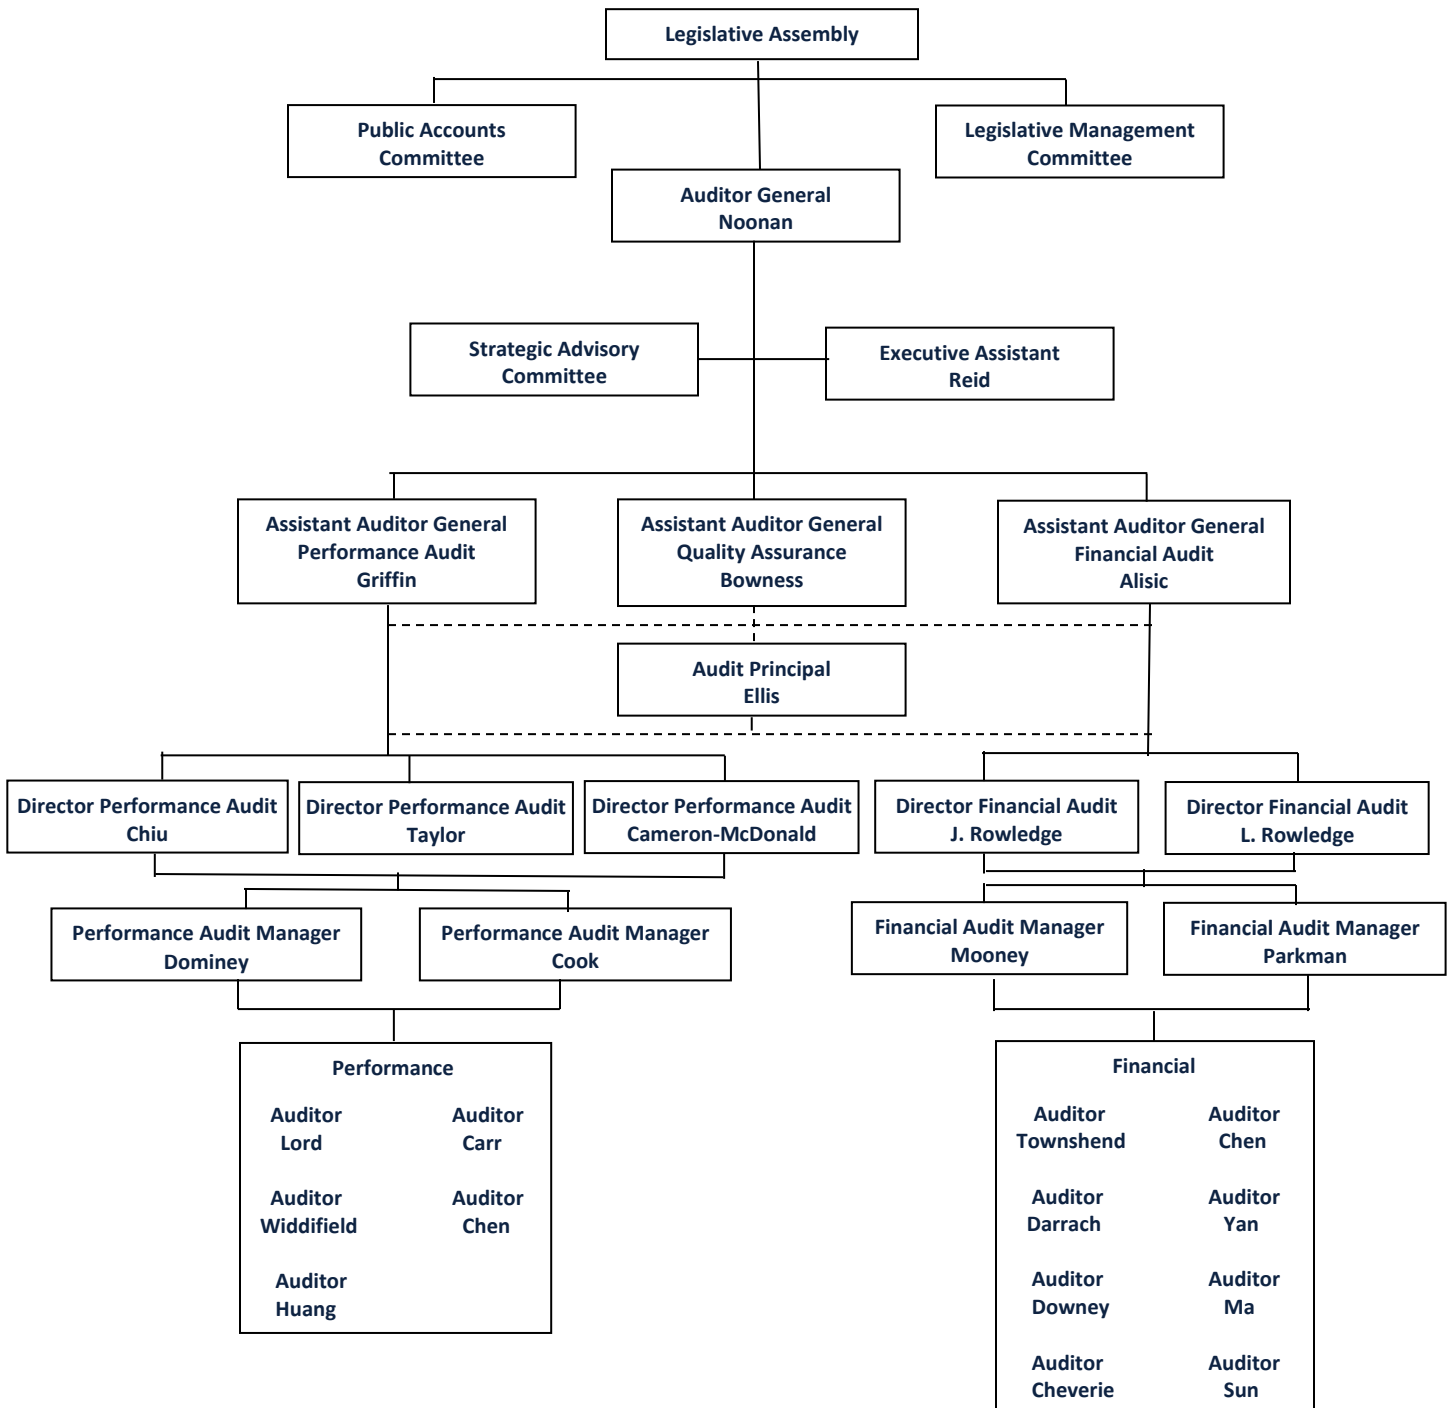 Legislative Assembly
Public Accounts
Committee
Legislative Management
Committee
Auditor General
Noonan
Strategic Advisory
Committee
Executive Assistant
Reid
Assistant Auditor General
Performance Audit
Griffin
Assistant Auditor General
Quality Assurance
Bowness
Assistant Auditor General
Financial Audit
Alisic
Audit Principal
Ellis
Director Performance Audit
Chiu
Director Performance Audit
Taylor
Director Performance Audit
Cameron-McDonald
Director Financial Audit
J. Rowledge
Director Financial Audit
L. Rowledge
Performance Audit Manager
Dominey
Performance Audit Manager
Cook
Financial Audit Manager
Mooney
Financial Audit Manager
Parkman
Performance
Auditor
Lord
Auditor
Carr
Auditor
Widdifield
Auditor
Chen
Auditor
Huang
Financial
Auditor
Townshend
Auditor
Chen
Auditor
Darrach
Auditor
Yan
Auditor
Downey
Auditor
Ma
Auditor
Cheverie
Auditor
Sun